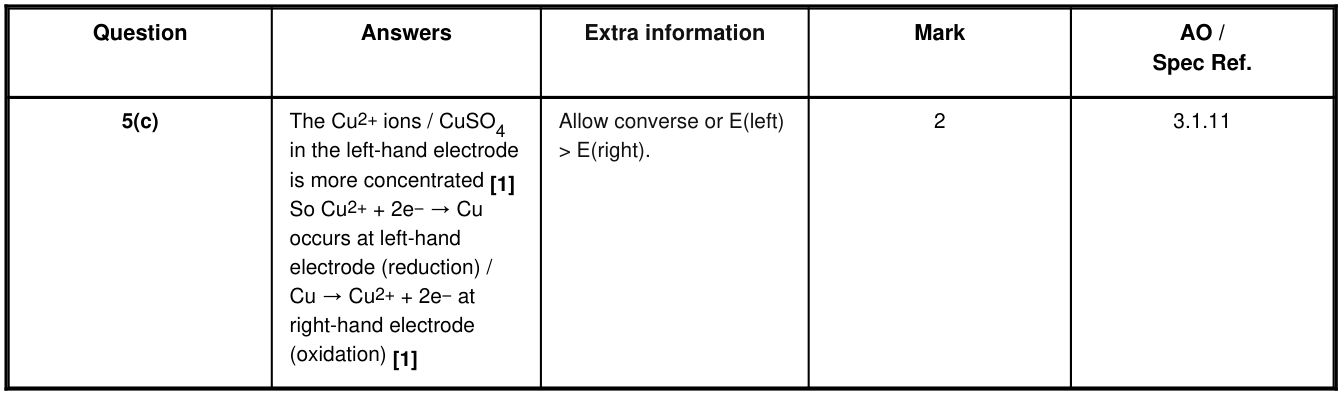 Question Answers Extra information Mark AO /
Spec Ref.
5(c) The Cu2+ ions / CuSO4 Allow converse or E(left) 2 3.1.11
in the left-hand electrode > E(right).
is more concentrated [1]
So Cu2+ + 2e– → Cu
occurs at left-hand
electrode (reduction) /
Cu → Cu2+ + 2e– at
right-hand electrode
(oxidation) [1]